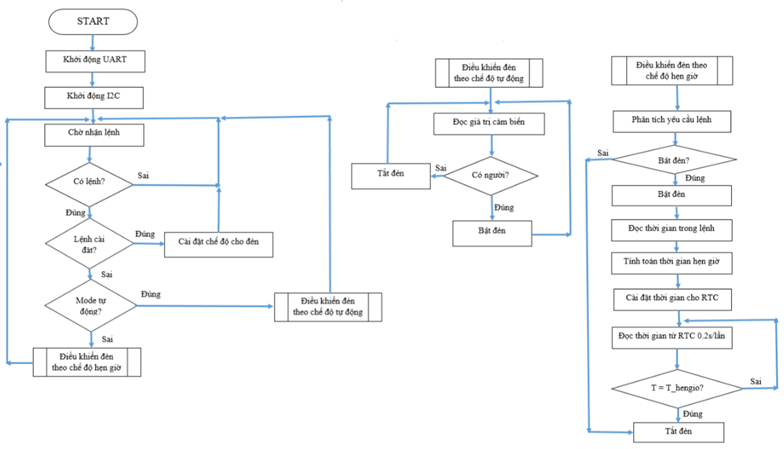 START
Khởi động UART
Khởi động I2C
Chờ nhận lệnh
Có lệnh?
Sai
Đúng
Lệnh cài
đăt?
Đúng
Cài đặt chế độ cho đèn
Sai
Mode tự
động?
Đúng
Điều khiển đèn
theo chế độ tự động
Sai
Điều khiển đèn
theo chế độ hẹn giờ
Điều khiển đèn
theo chế độ tự động
Đọc giá trị cảm biến
Có người?
Sai
Tắt đèn
Đúng
Bật đèn
Điều khiển đèn theo
chế độ hẹn giờ
Phân tích yêu cầu lệnh
Bât đèn?
Sai
Đúng
Bật đèn
Đọc thời gian trong lệnh
Tính toán thời gian hẹn giờ
Cài đặt thời gian cho RTC
Đọc thời gian từ RTC 0.2s/lần
T = T_hengio?
Sai
Đúng
Tắt đèn